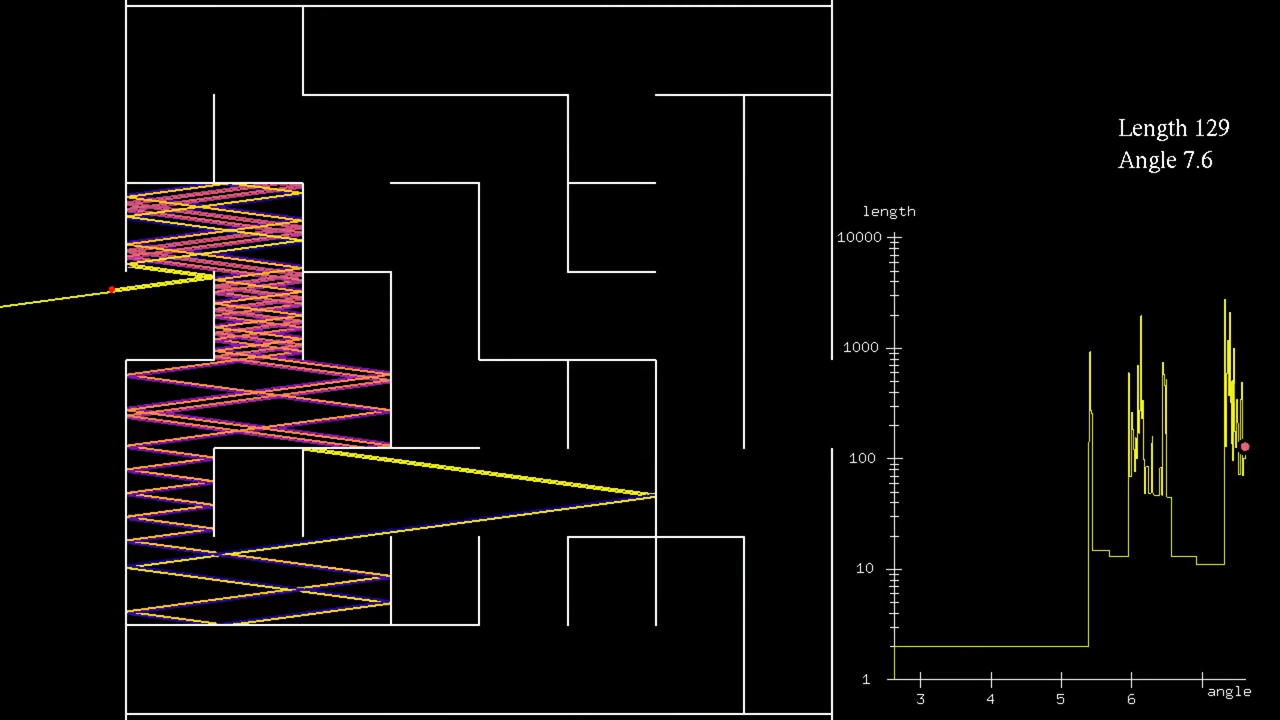 Length 129
Angle 7.6
length
10000
1000
100
10
1
3 4 5 6 angle